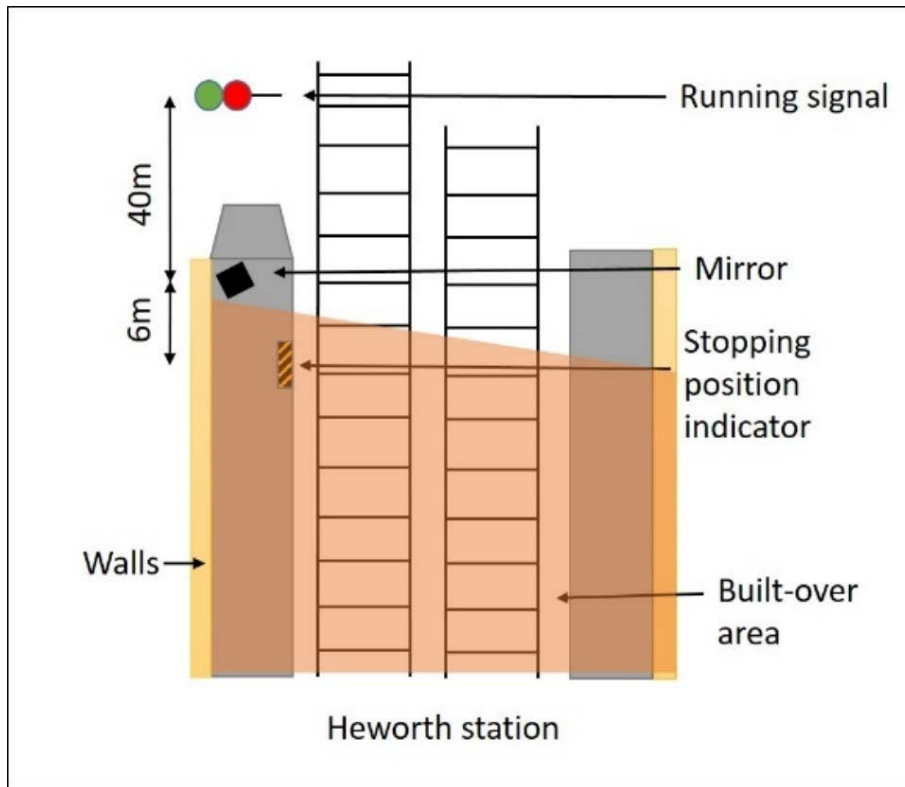 Running signal
40m
Mirror
6m
Stopping
position
indicator
Walls
Built-over
area
Heworth station